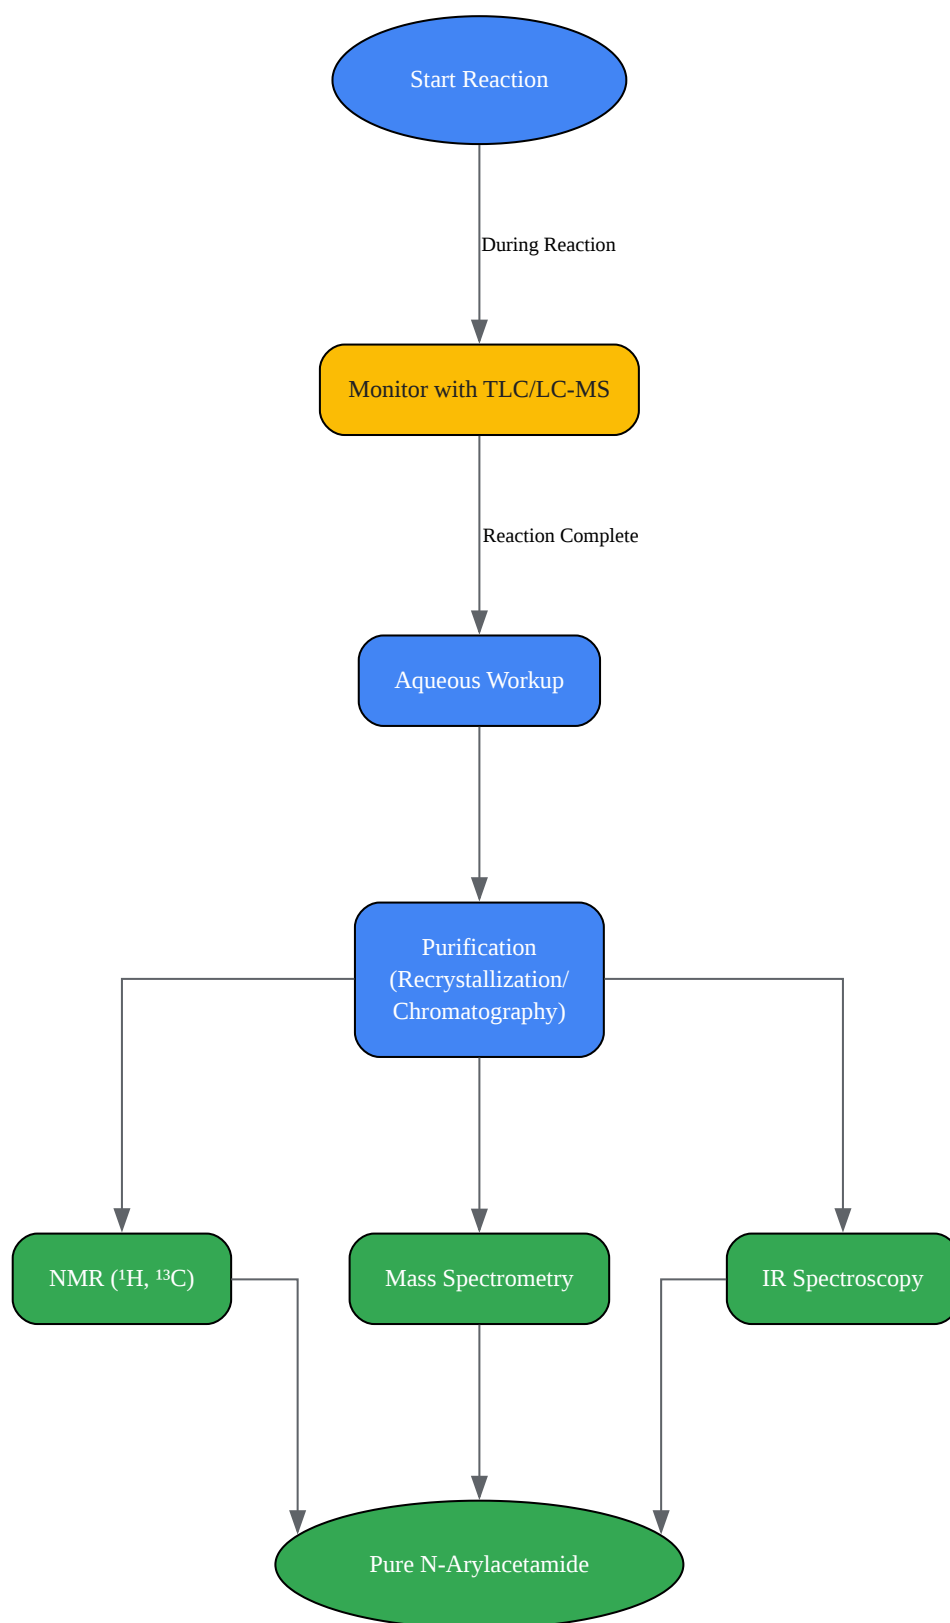 Start Reaction
During Reaction
Monitor with TLC/LC-MS
Reaction Complete
Aqueous Workup
Purification
(Recrystallization/
Chromatography)
NMR (¹H, ¹³C)
Mass Spectrometry
IR Spectroscopy
Pure N-Arylacetamide